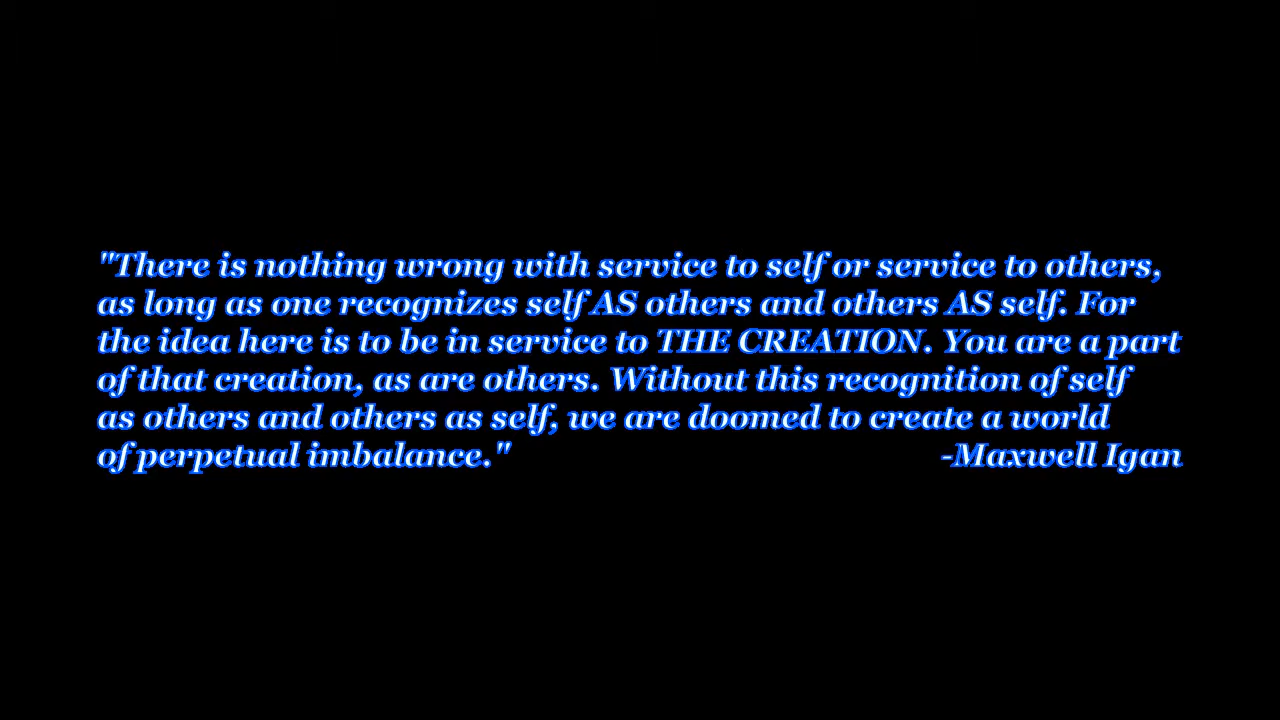 "There is nothing wrong with service to self or service to others,
as long as one recognizes self AS others and others AS self. For
the idea here is to be in service to THE CREATION. You are a part
of that creation, as are others. Without this recognition of self
as others and others as self, we are doomed to create a world
of perpetual imbalance." -Maxwell Igan